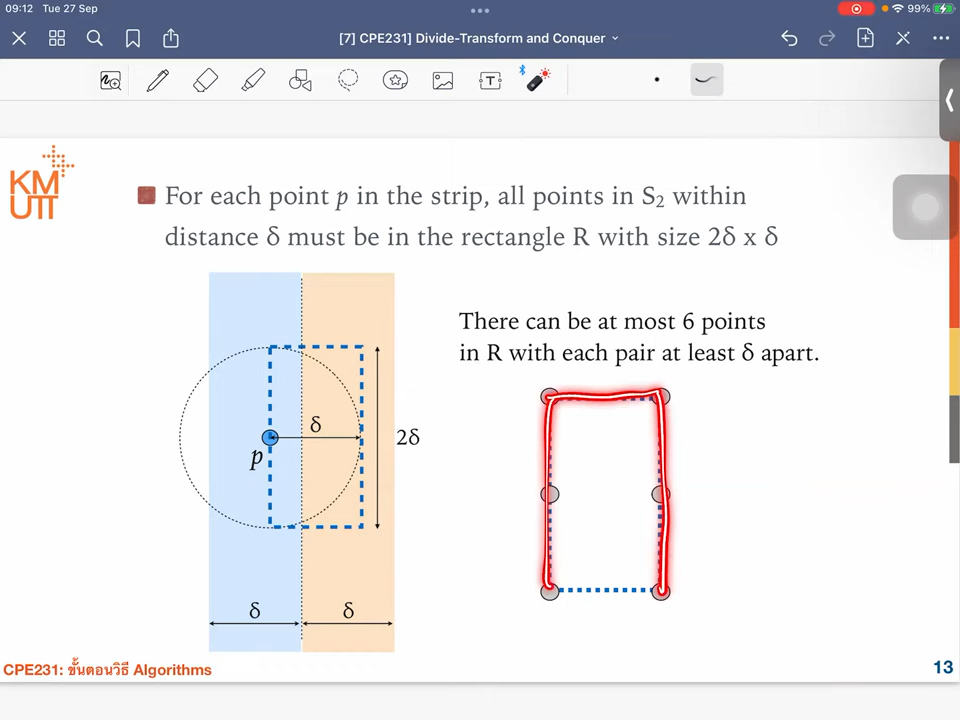 09:12 Tue 27 Sep
99%
[7] CPE231] Divide-Transform and Conquer
T
KM
UTT
For each point p in the strip, all points in S₂ within
distance δ must be in the rectangle R with size 2δ x δ
There can be at most 6 points
in R with each pair at least δ apart.
δ
2δ
p
δ
δ
CPE231: ขั้นตอนวิธี Algorithms
13